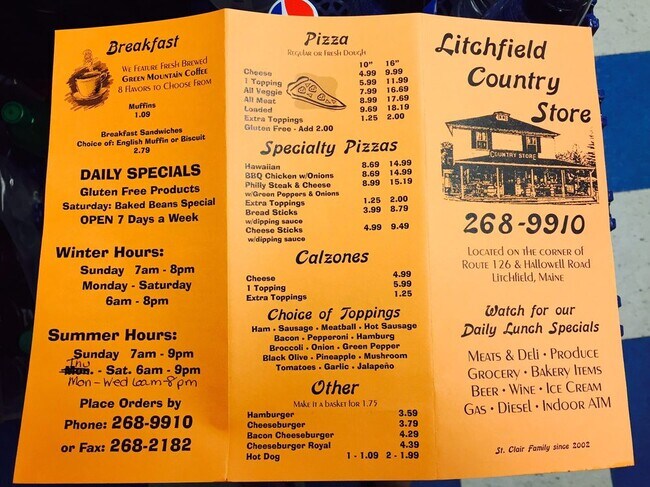 Breakfast
We Feature Fresh Brewed
Green Mountain Coffee
8 Flavors to Choose From
Muffins
1.09
Breakfast Sandwiches
Choice of: English Muffin or Biscuit
2.79
DAILY SPECIALS
Gluten Free Products
Saturday: Baked Beans Special
OPEN 7 Days a Week
Winter Hours:
Sunday 7am - 8pm
Monday - Saturday
6am - 8pm
Summer Hours:
Sunday 7am - 9pm
Thu
Mon. - Sat. 6am - 9pm
Mon - Wed 6am - 8pm
Place Orders by
Phone: 268-9910
or Fax: 268-2182
Pizza
Regular or Fresh Dough
10" 16"
Cheese 4.99 9.99
1 Topping 5.99 11.99
All Veggie 7.99 16.69
All Meat 8.99 17.69
Loaded 9.69 18.19
Extra Toppings 1.25 2.00
Gluten Free - Add 2.00
Specialty Pizzas
Hawaiian 8.69 14.99
BBQ Chicken w/Onions 8.69 14.99
Philly Steak & Cheese 8.99 15.19
w/Green Peppers & Onions
Extra Toppings 1.25 2.00
Bread Sticks 3.99 8.79
w/dipping sauce
Cheese Sticks 4.99 9.49
w/dipping sauce
Calzones
Cheese 4.99
1 Topping 5.99
Extra Toppings 1.25
Choice of Toppings
Ham • Sausage • Meatball • Hot Sausage
Bacon • Pepperoni • Hamburg
Broccoli • Onion • Green Pepper
Black Olive • Pineapple • Mushroom
Tomatoes • Garlic • Jalapeño
Other
Make it a basket for 1.75
Hamburger 3.59
Cheeseburger 3.79
Bacon Cheeseburger 4.29
Cheeseburger Royal 4.39
Hot Dog 1 - 1.09 2 - 1.99
Litchfield
Country
Store
COUNTRY STORE
268-9910
Located on the corner of
Route 126 & Hallowell Road
Litchfield, Maine
Watch for our
Daily Lunch Specials
Meats & Deli • Produce
Grocery • Bakery Items
Beer • Wine • Ice Cream
Gas • Diesel • Indoor ATM
St. Clair Family since 2002